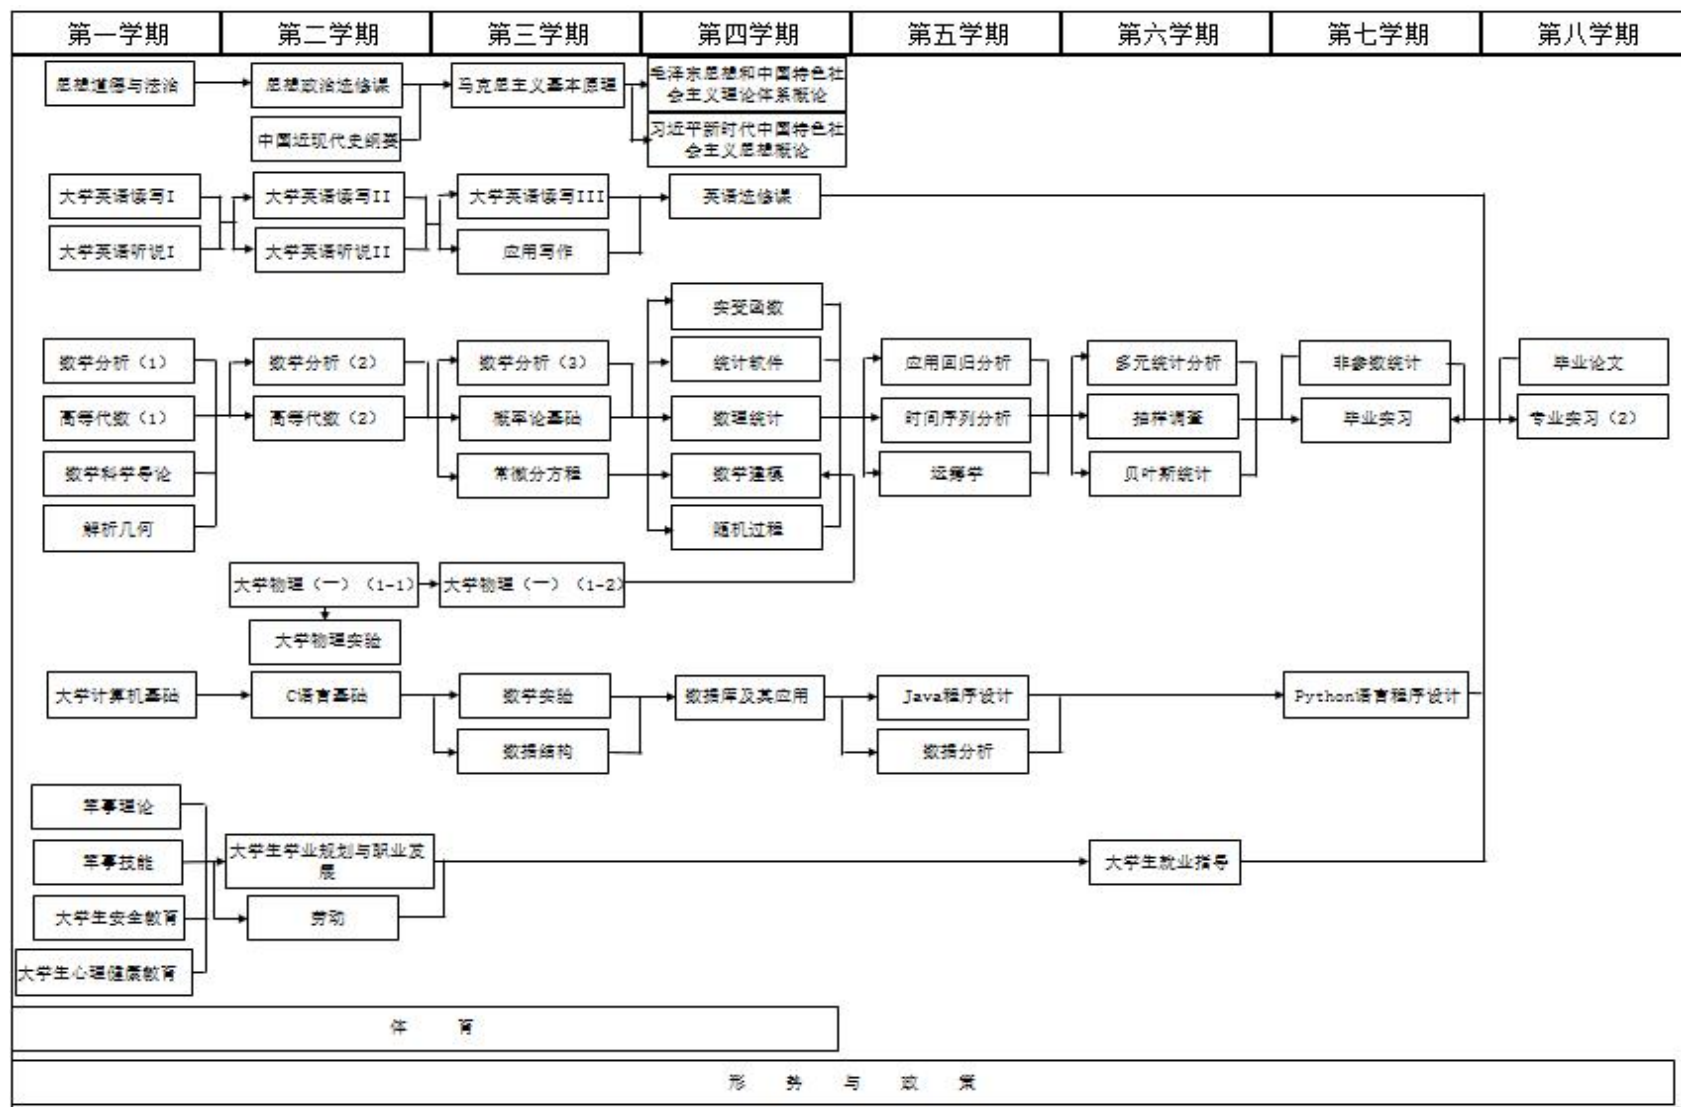 第一学期
第二学期
第三学期
第四学期
第五学期
第六学期
第七学期
第八学期
思想道德与法治
思想政治选修课
马克思主义基本原理
毛泽东思想和中国特色社
会主义理论体系概论
中国近现代史纲要
习近平新时代中国特色社
会主义思想概论
大学英语读写I
大学英语读写II
大学英语读写III
英语选修课
大学英语听说I
大学英语听说II
应用写作
实变函数
数学分析（1）
数学分析（2）
数学分析（3）
统计软件
应用回归分析
多元统计分析
非参数统计
毕业论文
高等代数（1）
高等代数（2）
概率论基础
数理统计
时间序列分析
抽样调查
毕业实习
专业实习（2）
数学科学导论
常微分方程
数学建模
运筹学
贝叶斯统计
解析几何
随机过程
大学物理（一）（1-1）
大学物理（一）（1-2）
大学物理实验
大学计算机基础
C语言基础
数学实验
数据库及其应用
Java程序设计
Python语言程序设计
数据结构
数据分析
军事理论
军事技能
大学生学业规划与职业发
展
大学生就业指导
大学生安全教育
劳动
大学生心理健康教育
体 育
形 势 与 政 策